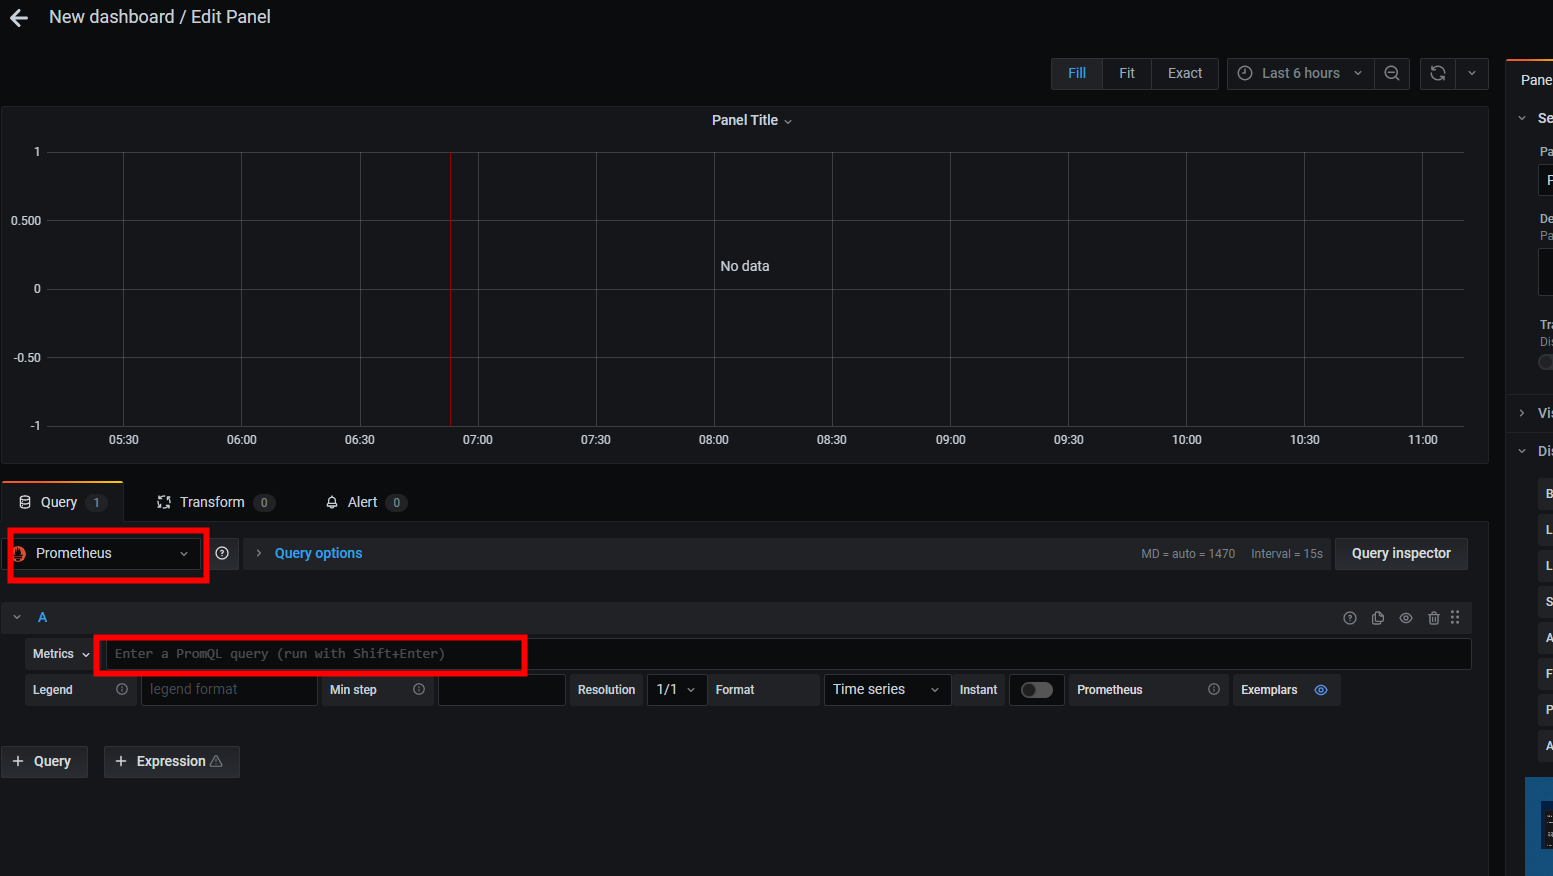 New dashboard / Edit Panel
Fill Fit Exact Last 6 hours
Panel Title
1
0.500
0
-0.50
-1
No data
05:30 06:00 06:30 07:00 07:30 08:00 08:30 09:00 09:30 10:00 10:30 11:00
Query 1 Transform 0 Alert 0
Prometheus Query options MD = auto = 1470 Interval = 15s Query inspector
A
Metrics Enter a PromQL query (run with Shift+Enter)
Legend legend format Min step Resolution 1/1 Format Time series Instant Prometheus Exemplars
+ Query + Expression
Pane
Se
Pa
De
Pa
Tra
Dis
Vis
Dis
B
L
L
S
A
F
P
A